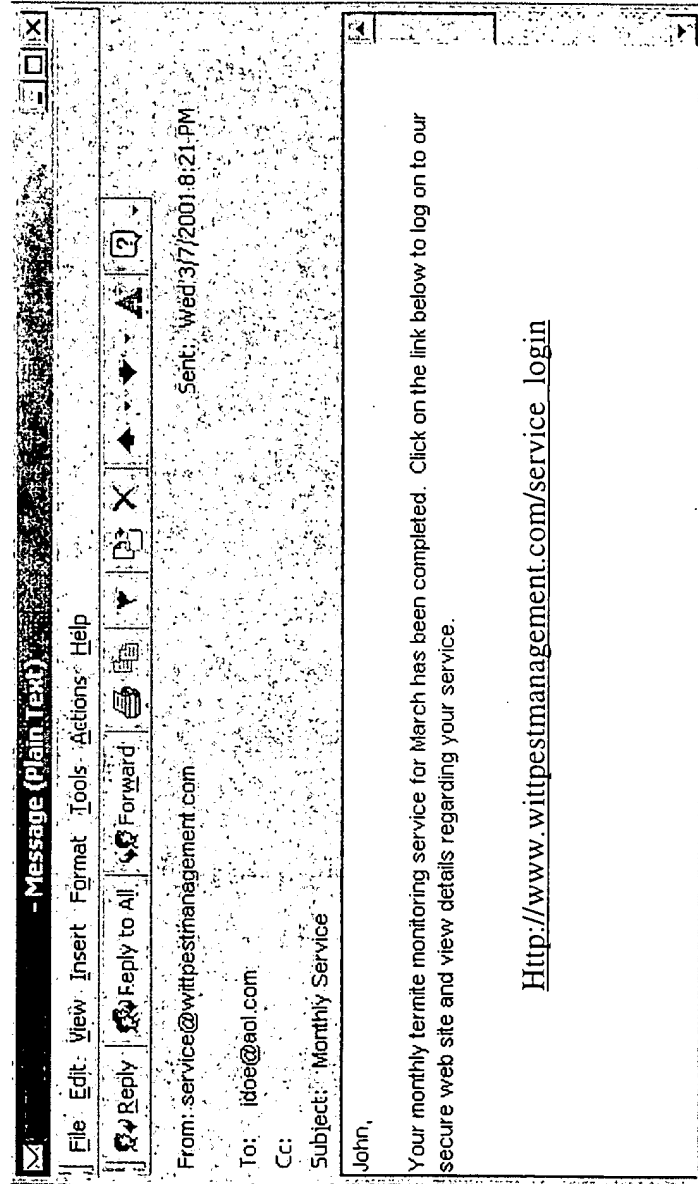 - Message (Plain Text)
File Edit View Insert Format Tools Actions Help
Reply Reply to All Forward
From: service@wittpestmanagement.com Sent: Wed 3/7/2001 8:21 PM
To: jdoe@aol.com
Cc:
Subject: Monthly Service
John,
Your monthly termite monitoring service for March has been completed. Click on the link below to log on to our
secure web site and view details regarding your service.
Http://www.wittpestmanagement.com/service_login